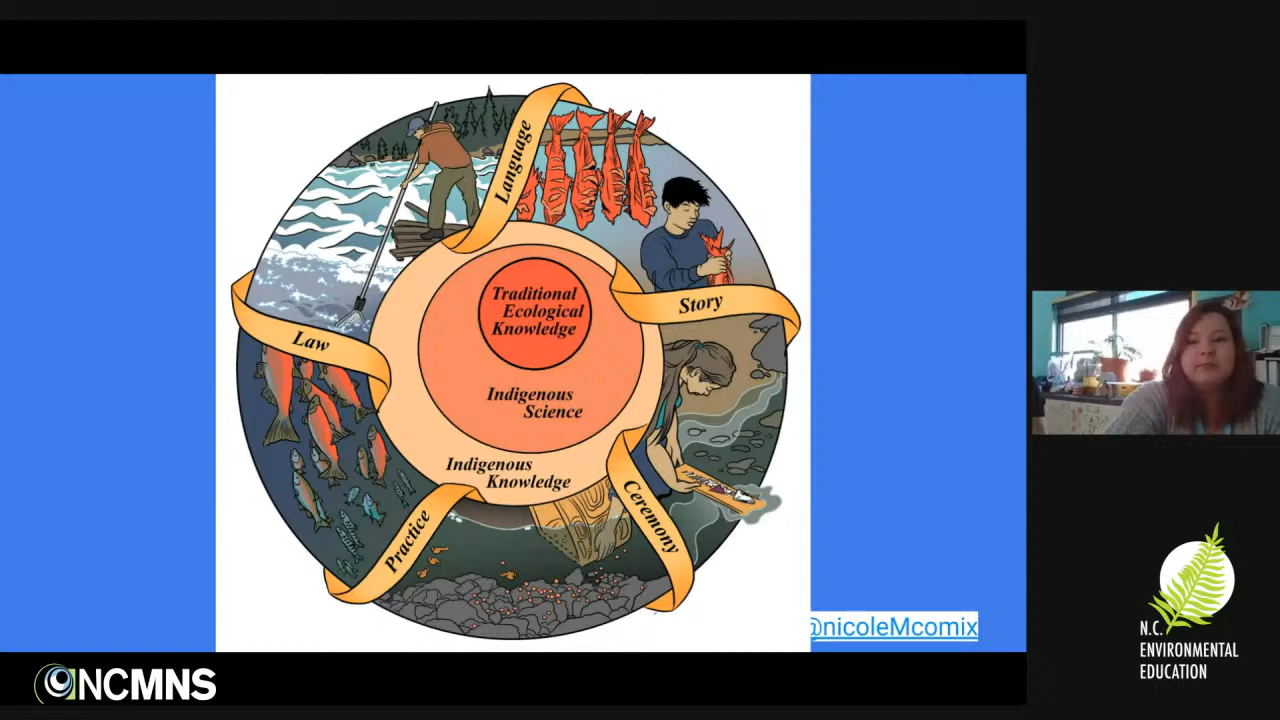 Language
Traditional
Ecological
Knowledge
Story
Law
Indigenous
Science
Indigenous
Knowledge
Practice
Ceremony
@nicoleMcomix
NCMNS
N.C.
ENVIRONMENTAL
EDUCATION